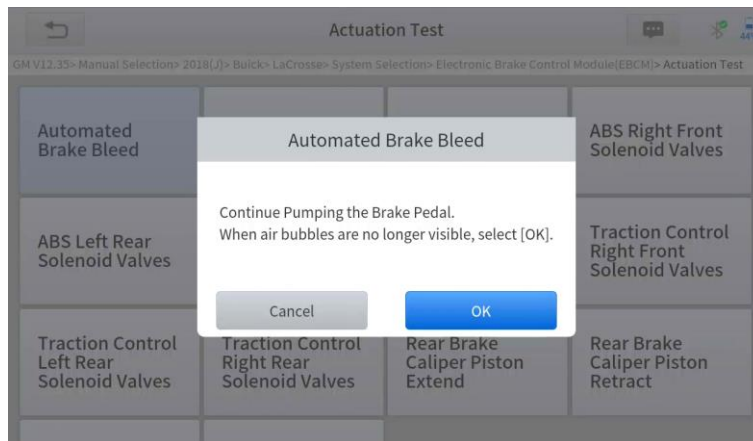 Actuation Test
44%
GM V12.35> Manual Selection> 2018(J)> Buick> LaCrosse> System Selection> Electronic Brake Control Module(EBCM)> Actuation Test
Automated
Brake Bleed
ABS Right Front
Solenoid Valves
Automated Brake Bleed
Continue Pumping the Brake Pedal.
When air bubbles are no longer visible, select [OK].
Cancel
OK
ABS Left Rear
Solenoid Valves
Traction Control
Right Front
Solenoid Valves
Traction Control
Left Rear
Solenoid Valves
Traction Control
Right Rear
Solenoid Valves
Rear Brake
Caliper Piston
Extend
Rear Brake
Caliper Piston
Retract